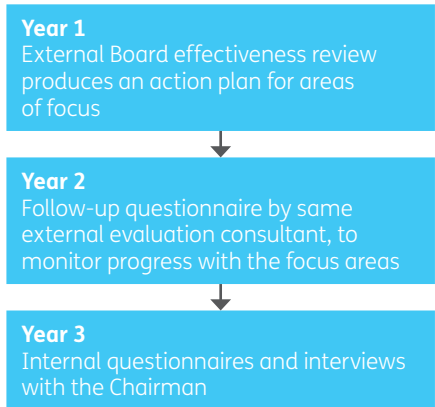 Year 1
External Board effectiveness review
produces an action plan for areas
of focus
Year 2
Follow-up questionnaire by same
external evaluation consultant, to
monitor progress with the focus areas
Year 3
Internal questionnaires and interviews
with the Chairman